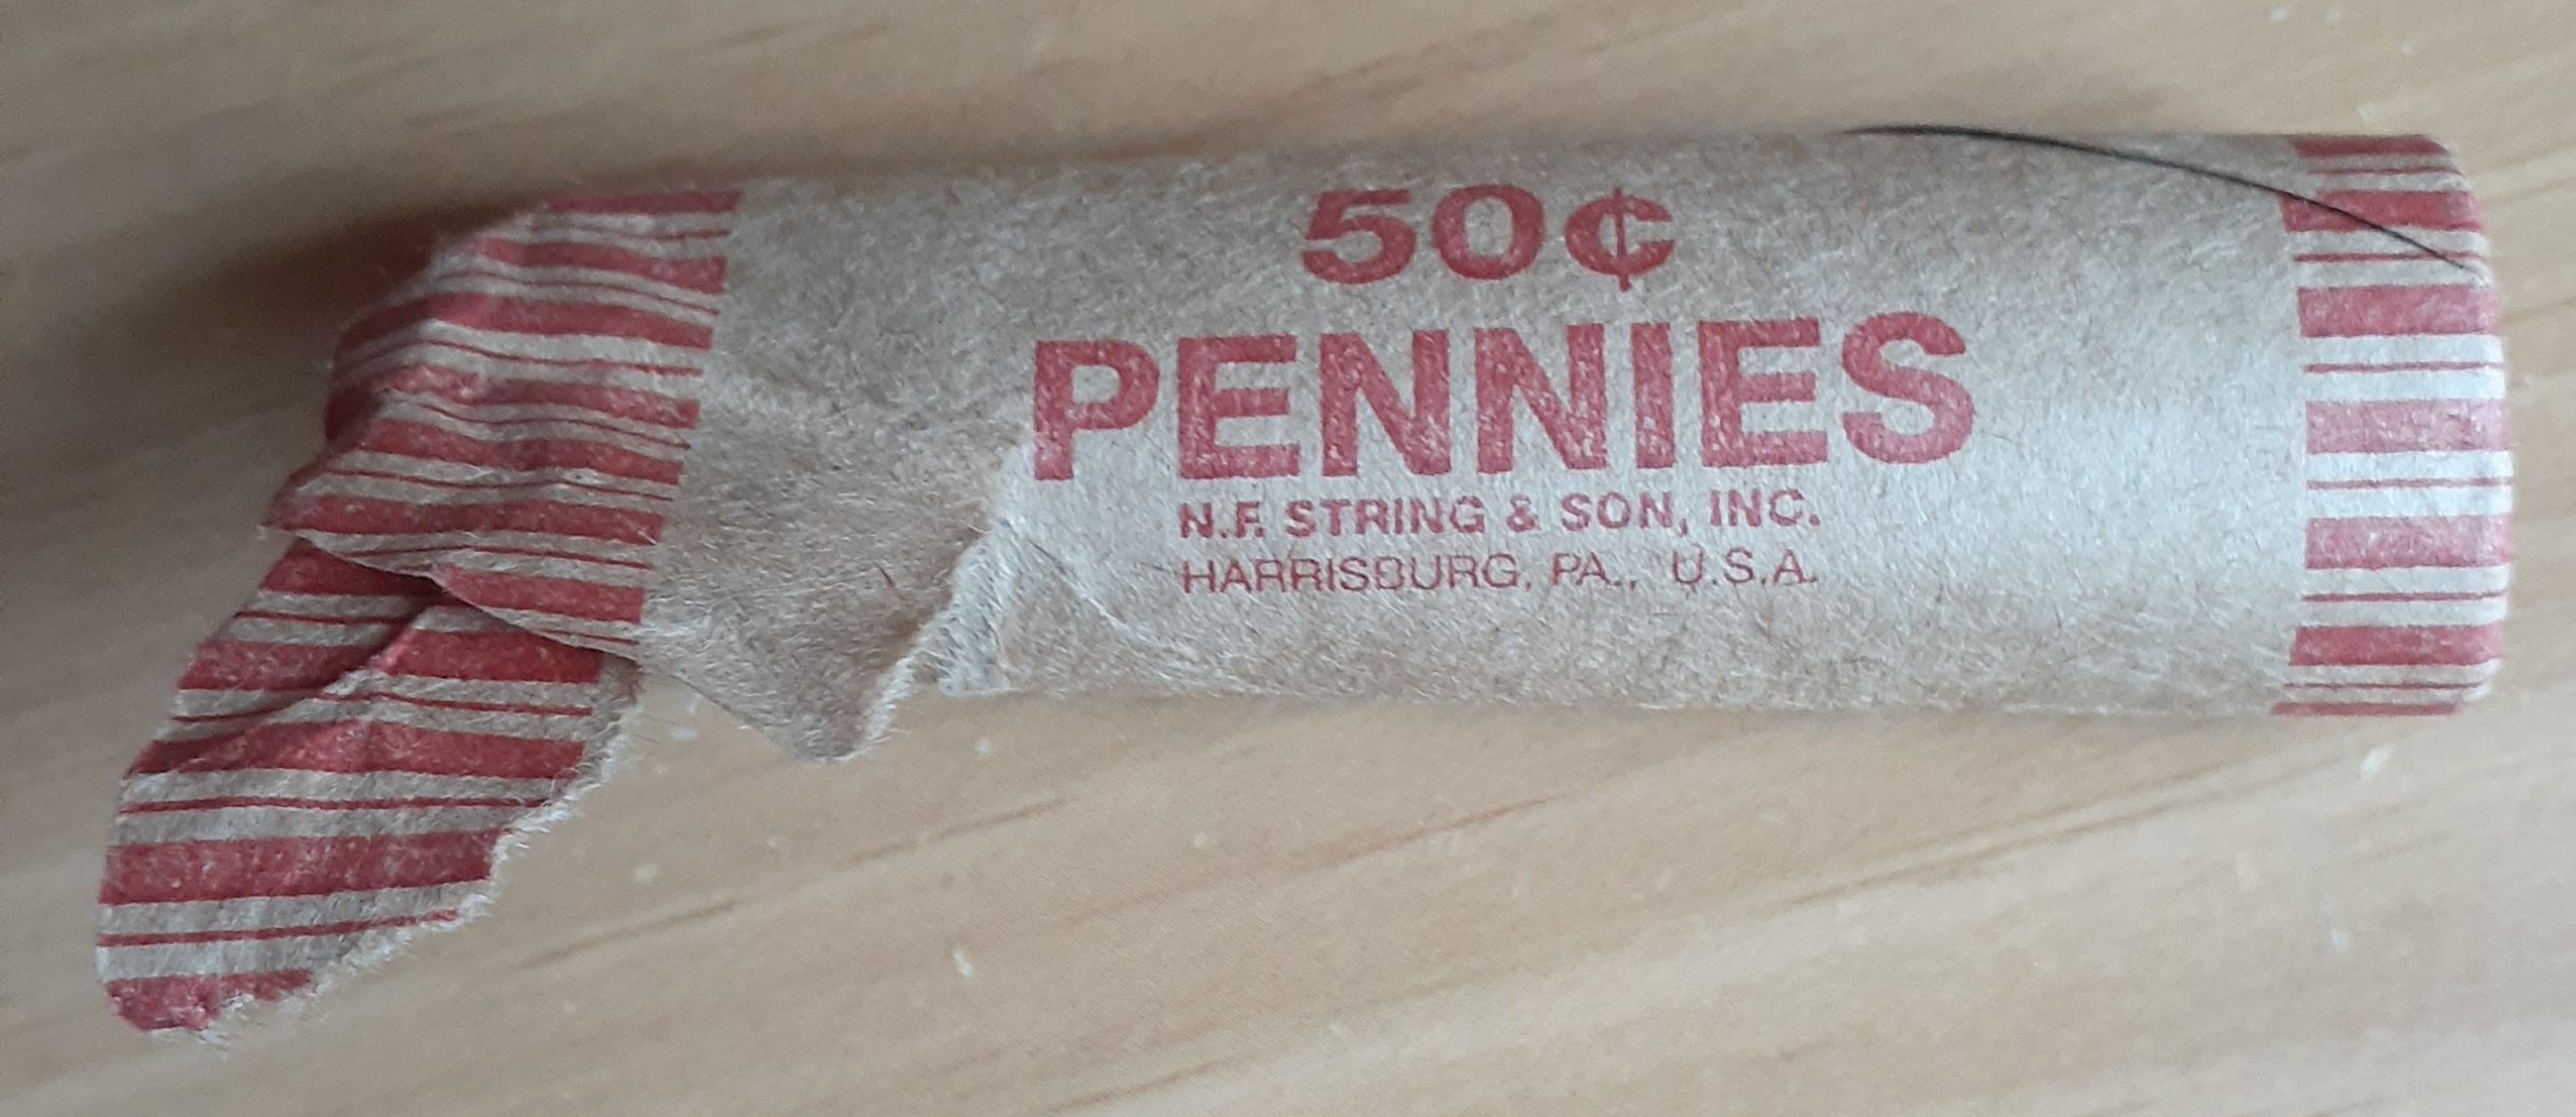 50¢
PENNIES
N.F. STRING & SON, INC.
HARRISBURG, PA., U.S.A.